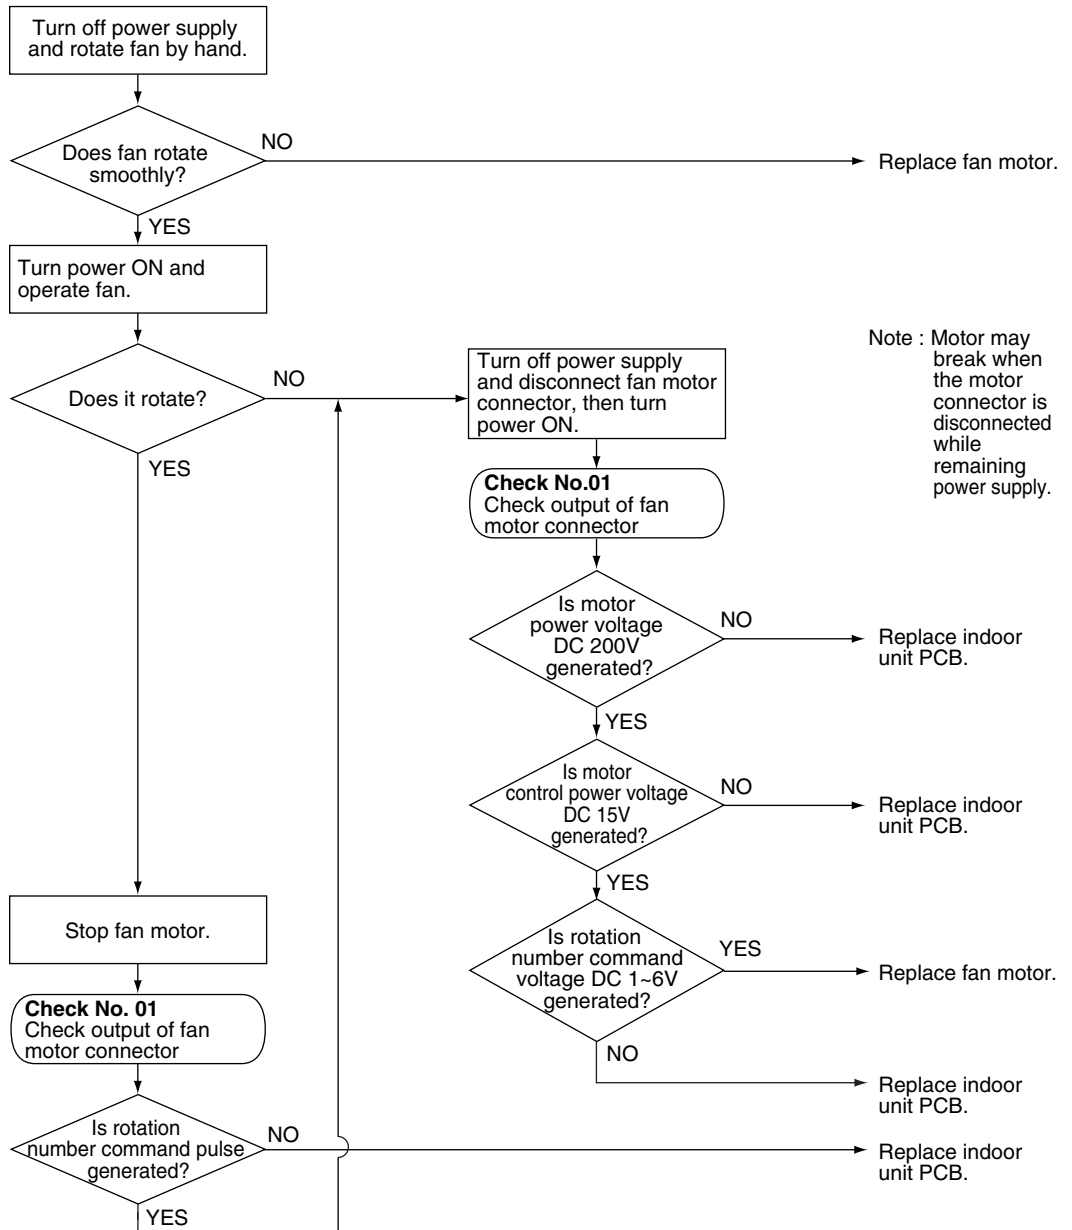 Turn off power supply
and rotate fan by hand.
Does fan rotate
smoothly?
NO
Replace fan motor.
YES
Turn power ON and
operate fan.
Does it rotate?
NO
YES
Turn off power supply
and disconnect fan motor
connector, then turn
power ON.
Note : Motor may
break when
the motor
connector is
disconnected
while
remaining
power supply.
Check No.01
Check output of fan
motor connector
Is motor
power voltage
DC 200V
generated?
NO
Replace indoor
unit PCB.
YES
Is motor
control power voltage
DC 15V
generated?
NO
Replace indoor
unit PCB.
YES
Is rotation
number command
voltage DC 1~6V
generated?
YES
Replace fan motor.
NO
Replace indoor
unit PCB.
Stop fan motor.
Check No. 01
Check output of fan
motor connector
Is rotation
number command pulse
generated?
NO
Replace indoor
unit PCB.
YES